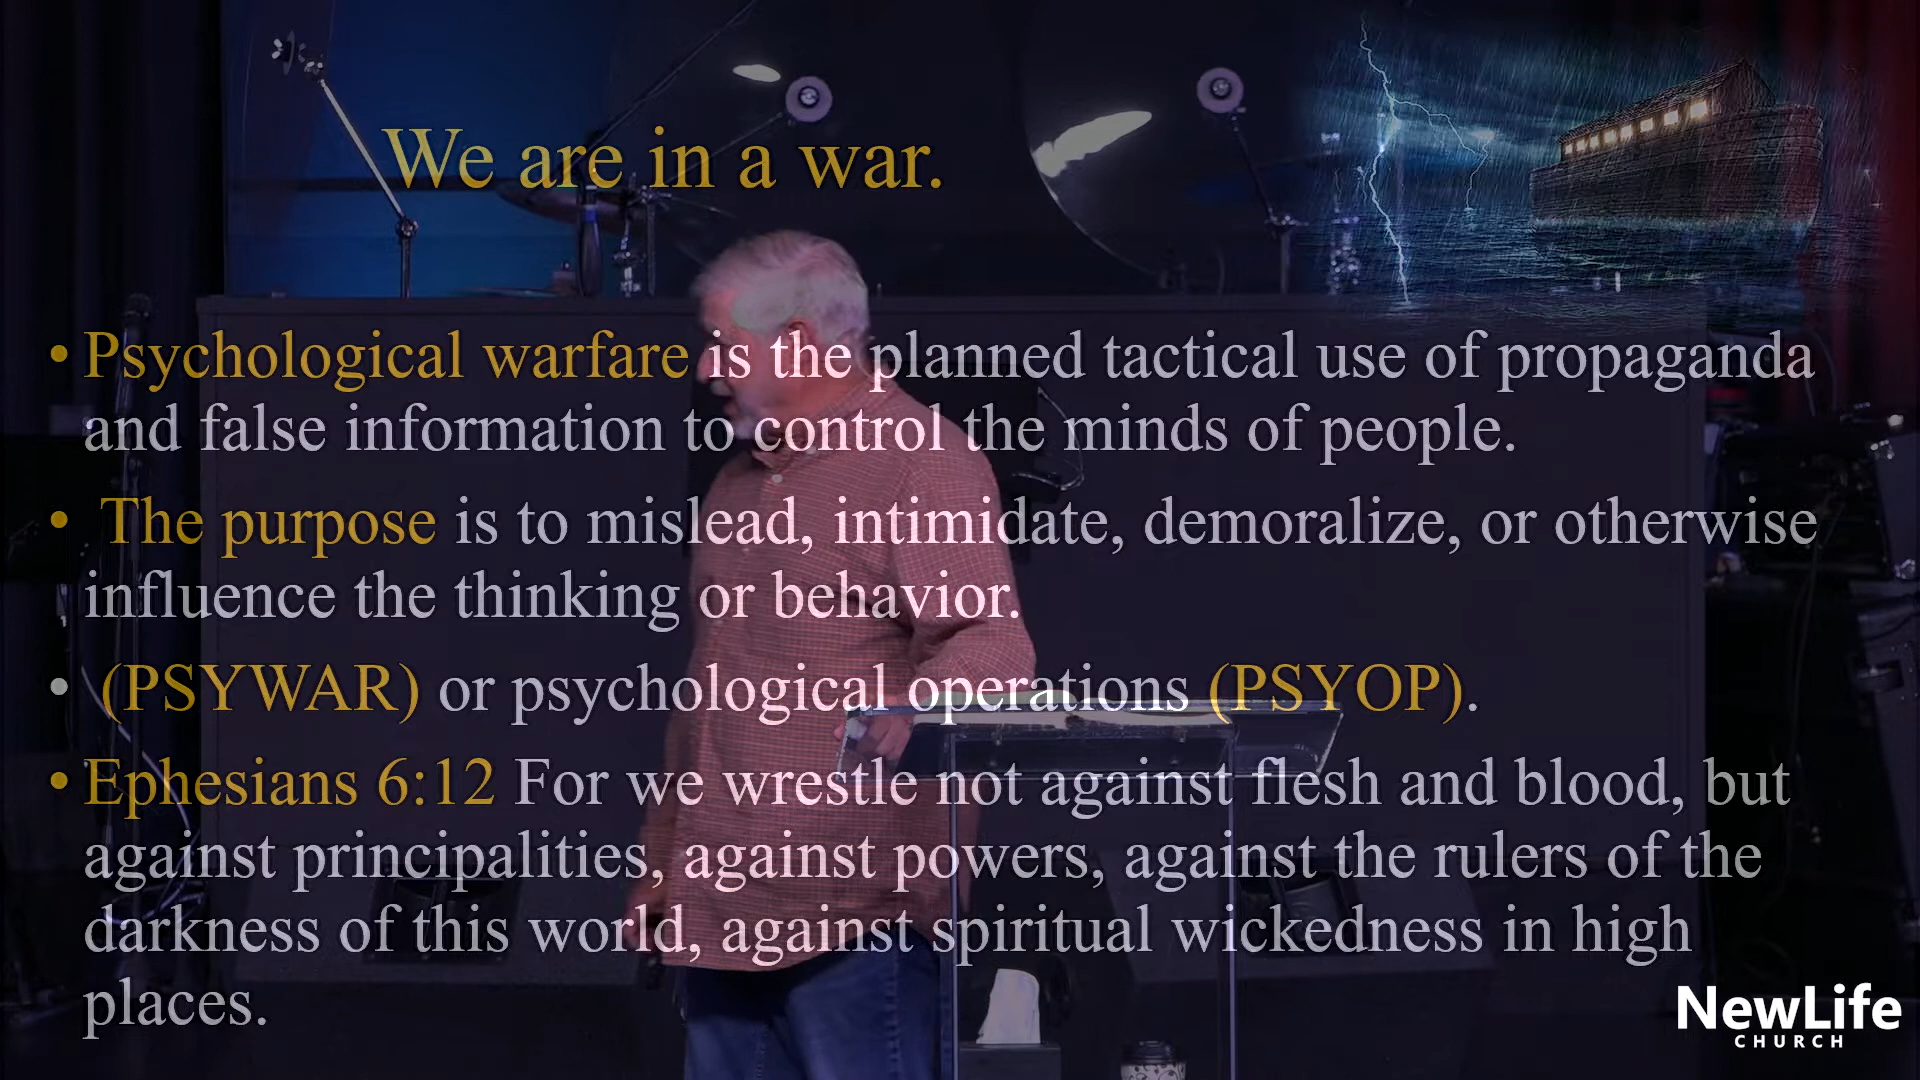 We are in a war.
• Psychological warfare is the planned tactical use of propaganda
and false information to control the minds of people.
• The purpose is to mislead, intimidate, demoralize, or otherwise
influence the thinking or behavior.
• (PSYWAR) or psychological operations (PSYOP).
• Ephesians 6:12 For we wrestle not against flesh and blood, but
against principalities, against powers, against the rulers of the
darkness of this world, against spiritual wickedness in high
places.
NewLife
CHURCH